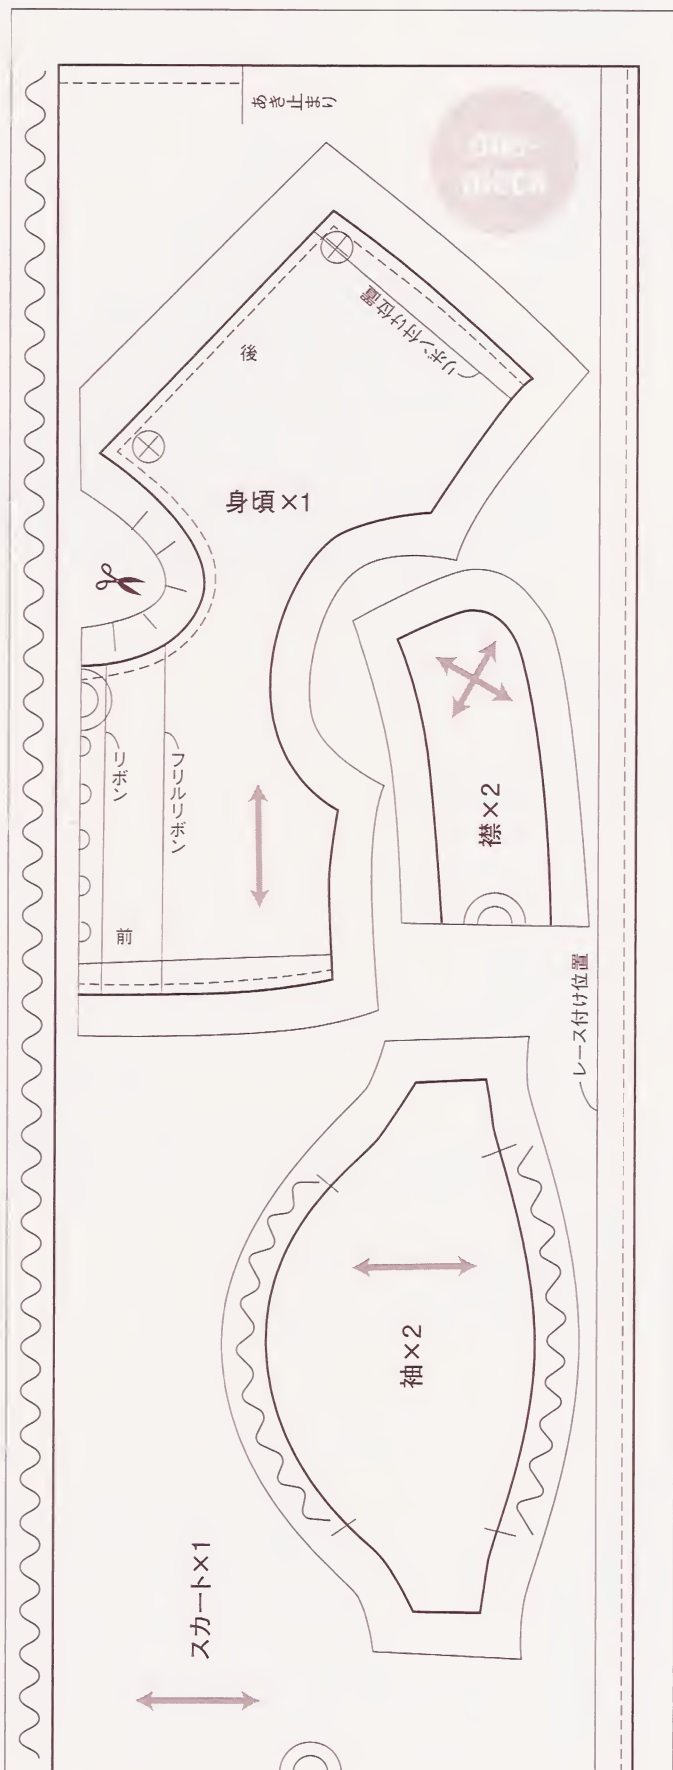 あき止まり
リボン付け位置
後
身頃×1
リボン
フリルリボン
前
襟×2
レース付け位置
袖×2
スカート×1